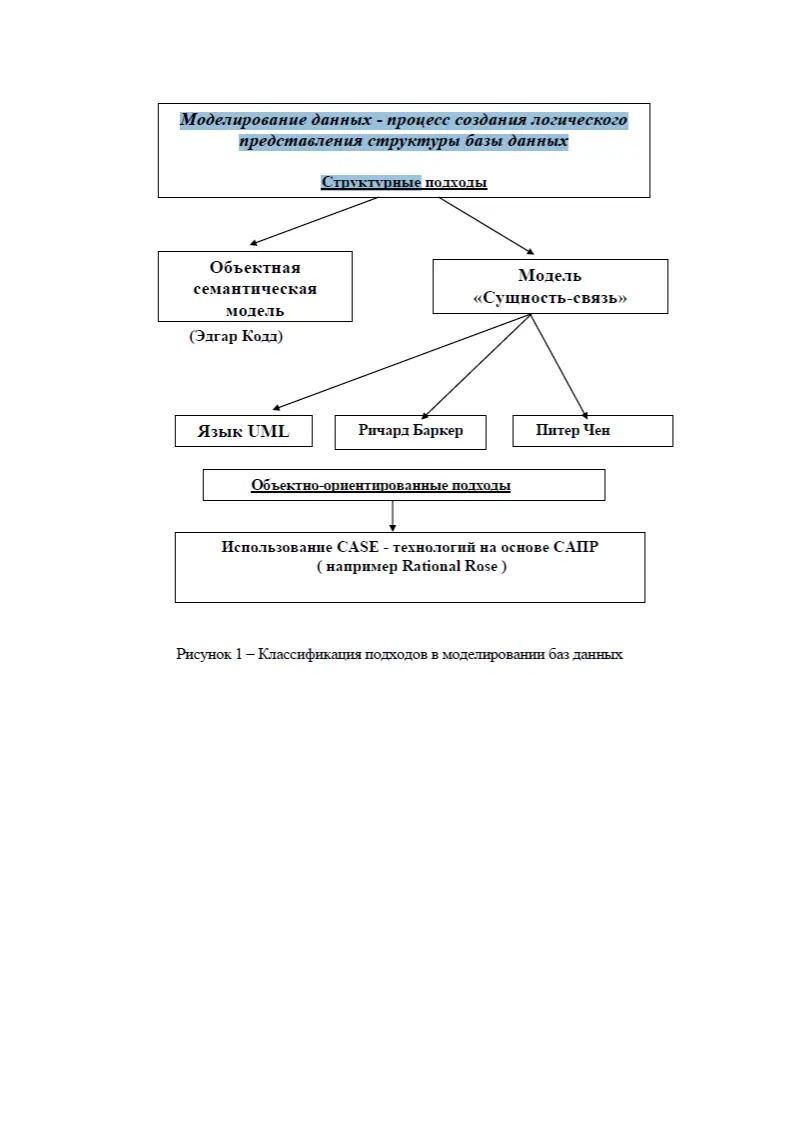 Моделирование данных - процесс создания логического
представления структуры базы данных
Структурные подходы
Объектная
семантическая
модель
(Эдгар Кодд)
Модель
«Сущность-связь»
Язык UML
Ричард Баркер
Питер Чен
Объектно-ориентированные подходы
Использование CASE - технологий на основе САПР
( например Rational Rose )
Рисунок 1 – Классификация подходов в моделировании баз данных